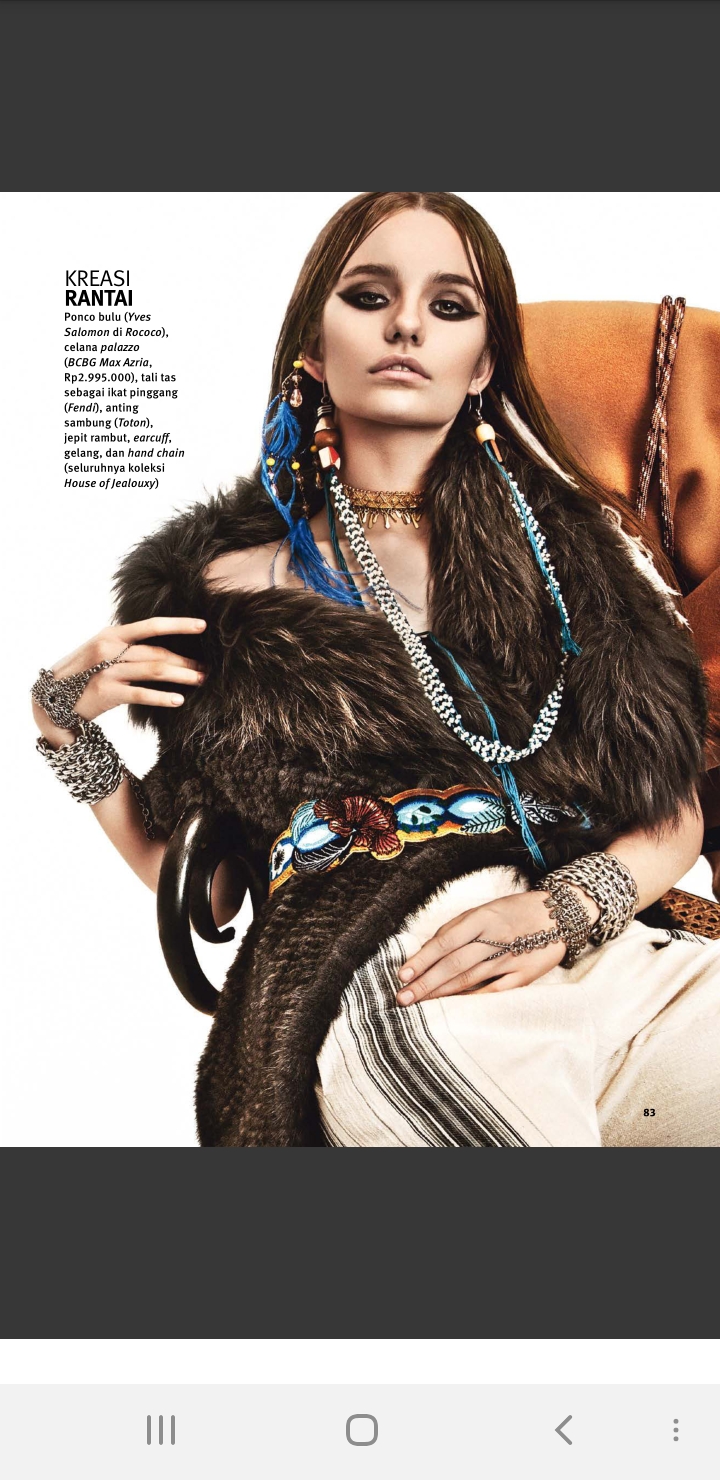 KREASI
RANTAI
Ponco bulu (Yves
Salomon di Rococo),
celana palazzo
(BCBG Max Azria,
Rp2.995.000), tali tas
sebagai ikat pinggang
(Fendi), anting
sambung (Toton),
jepit rambut, earcuff,
gelang, dan hand chain
(seluruhnya koleksi
House of Jealouxy)
83